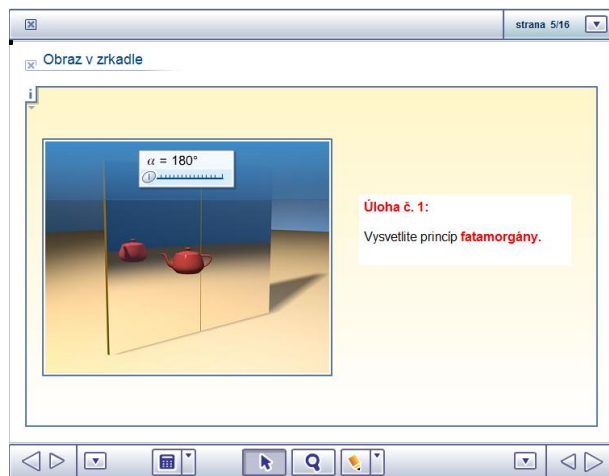 strana 5/16
Obraz v zrkadle
i
α = 180°
Úloha č. 1:
Vysvetlite princíp fatamorgány.